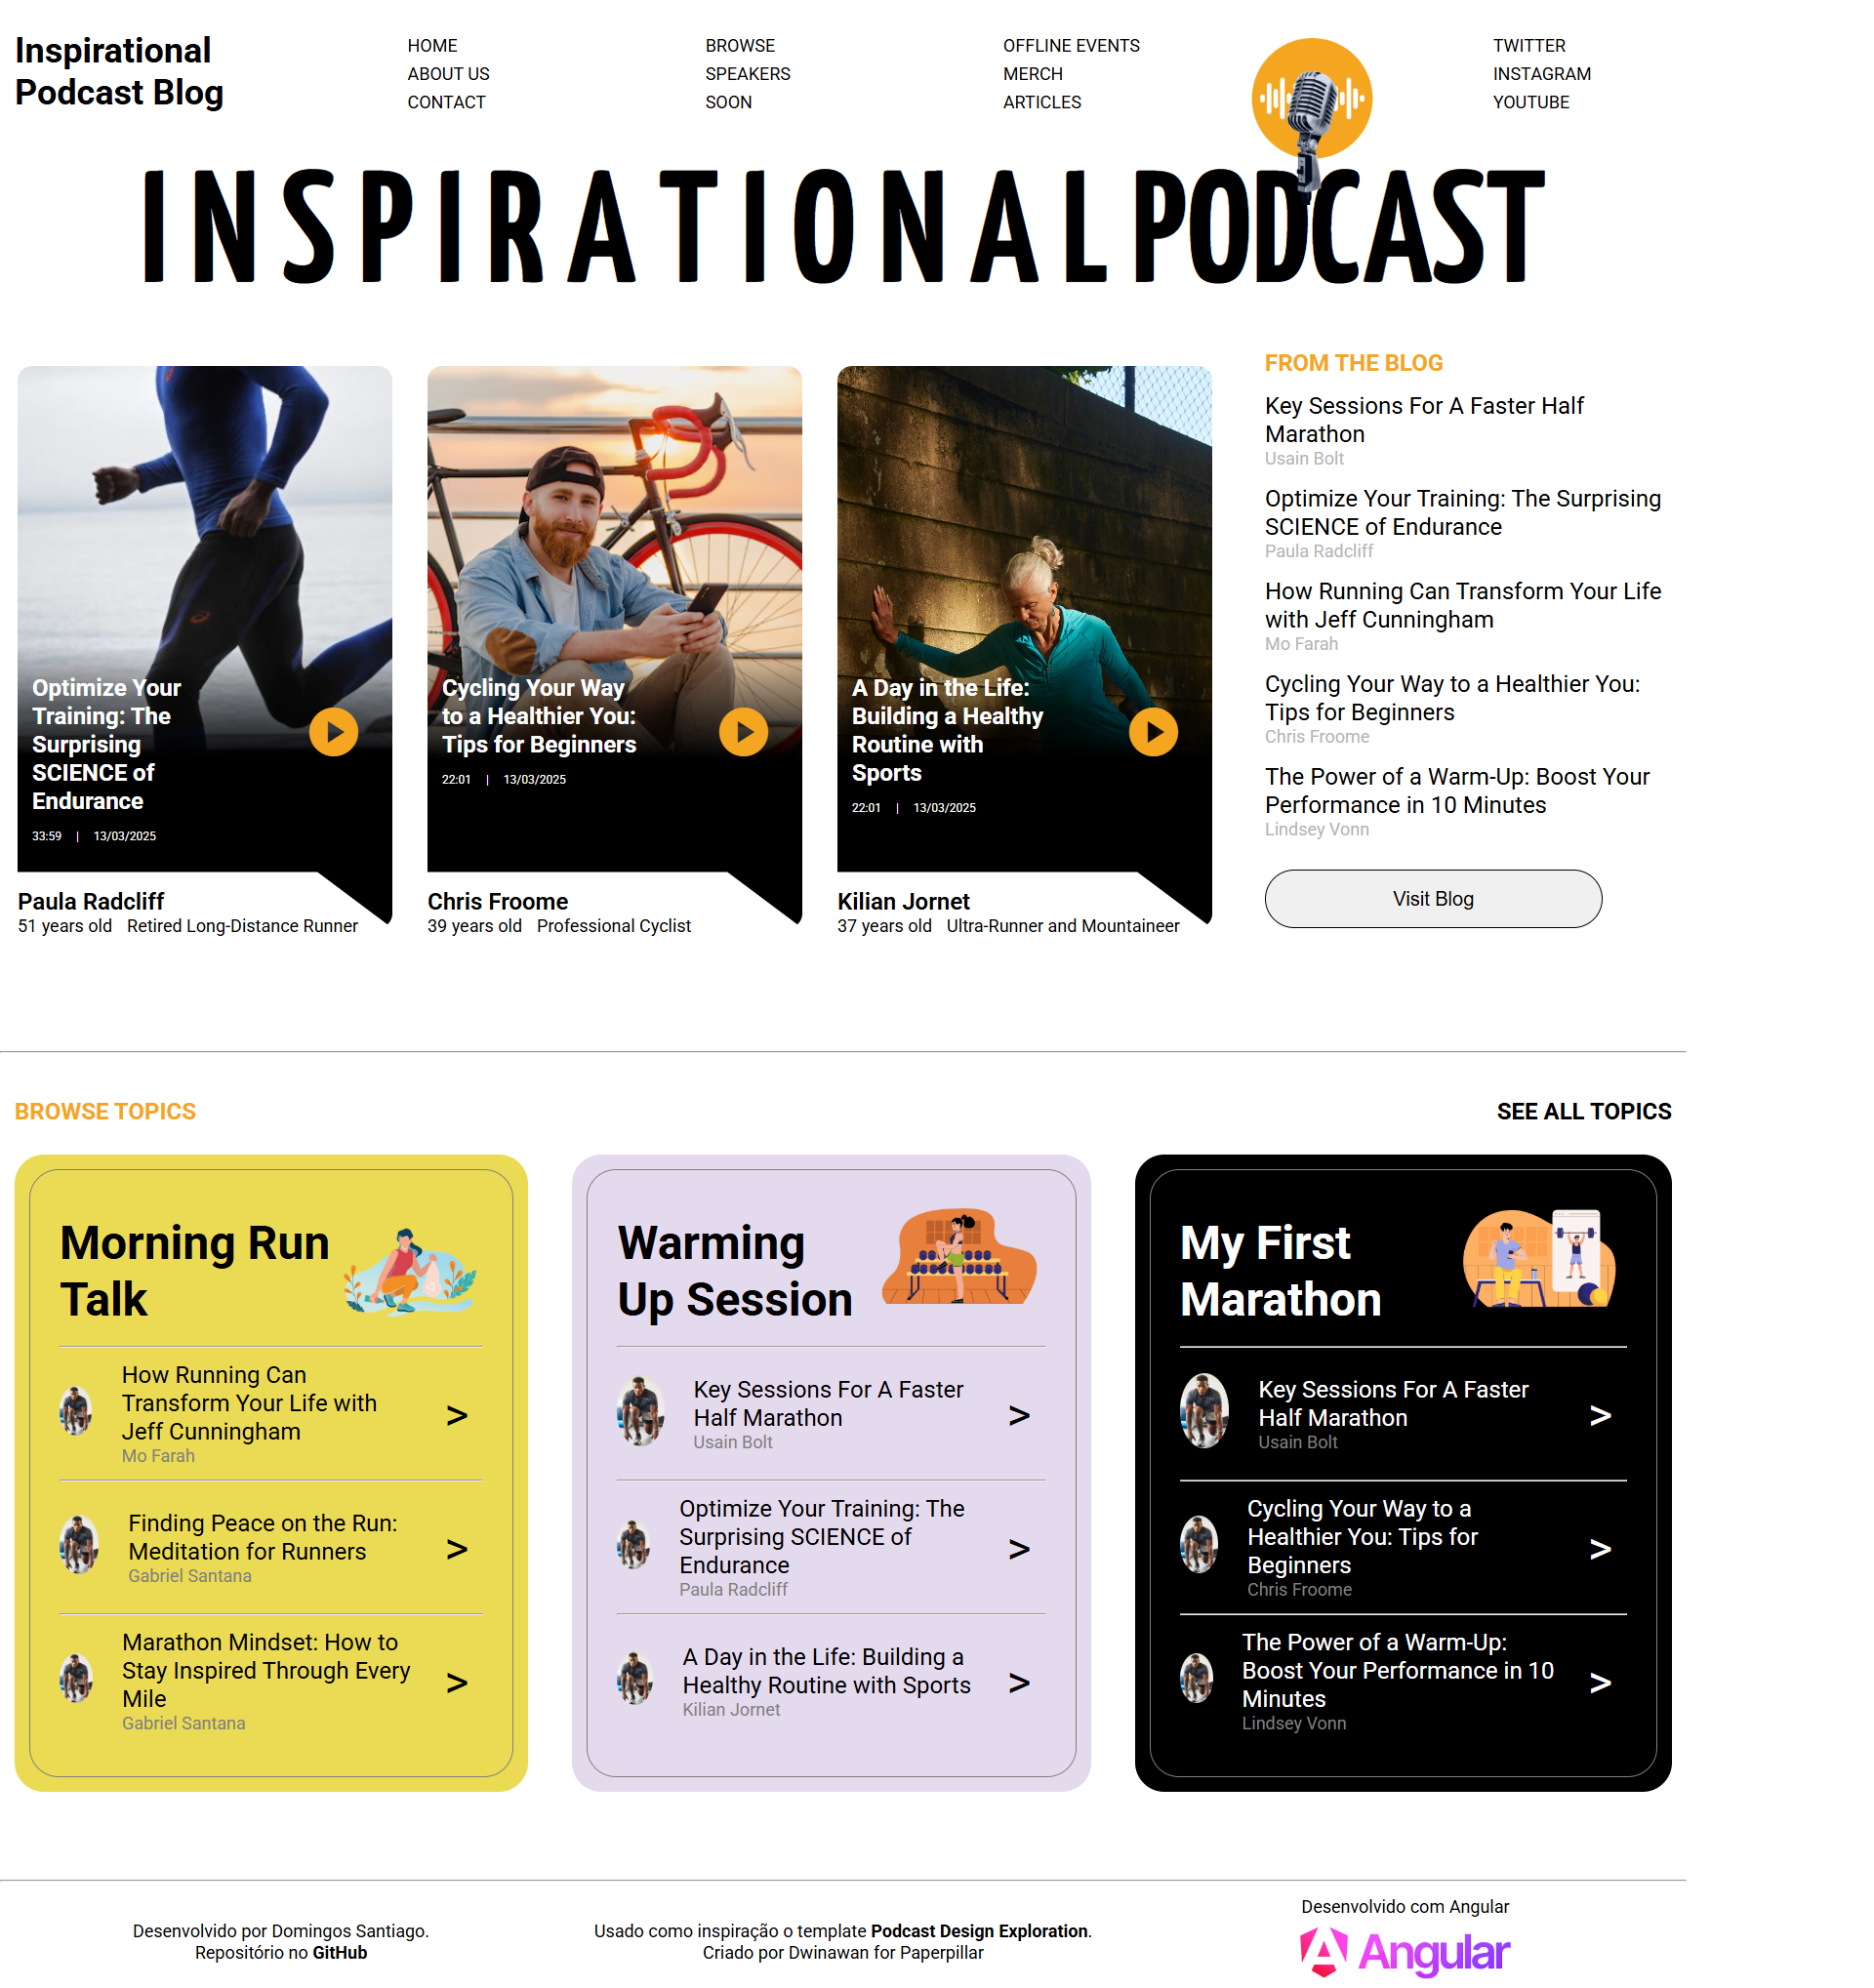 Inspirational
Podcast Blog
HOME
ABOUT US
CONTACT
BROWSE
SPEAKERS
SOON
OFFLINE EVENTS
MERCH
ARTICLES
TWITTER
INSTAGRAM
YOUTUBE
INSPIRATIONAL PODCAST
Optimize Your
Training: The
Surprising
SCIENCE of
Endurance
33:59 | 13/03/2025
Paula Radcliff
51 years old Retired Long-Distance Runner
Cycling Your Way
to a Healthier You:
Tips for Beginners
22:01 | 13/03/2025
Chris Froome
39 years old Professional Cyclist
A Day in the Life:
Building a Healthy
Routine with
Sports
22:01 | 13/03/2025
Kilian Jornet
37 years old Ultra-Runner and Mountaineer
FROM THE BLOG
Key Sessions For A Faster Half
Marathon
Usain Bolt
Optimize Your Training: The Surprising
SCIENCE of Endurance
Paula Radcliff
How Running Can Transform Your Life
with Jeff Cunningham
Mo Farah
Cycling Your Way to a Healthier You:
Tips for Beginners
Chris Froome
The Power of a Warm-Up: Boost Your
Performance in 10 Minutes
Lindsey Vonn
Visit Blog
BROWSE TOPICS
SEE ALL TOPICS
Morning Run
Talk
How Running Can
Transform Your Life with
Jeff Cunningham
Mo Farah
>
Finding Peace on the Run:
Meditation for Runners
Gabriel Santana
>
Marathon Mindset: How to
Stay Inspired Through Every
Mile
Gabriel Santana
>
Warming
Up Session
Key Sessions For A Faster
Half Marathon
Usain Bolt
>
Optimize Your Training: The
Surprising SCIENCE of
Endurance
Paula Radcliff
>
A Day in the Life: Building a
Healthy Routine with Sports
Kilian Jornet
>
My First
Marathon
Key Sessions For A Faster
Half Marathon
Usain Bolt
>
Cycling Your Way to a
Healthier You: Tips for
Beginners
Chris Froome
>
The Power of a Warm-Up:
Boost Your Performance in 10
Minutes
Lindsey Vonn
>
Desenvolvido por Domingos Santiago.
Repositório no GitHub
Usado como inspiração o template Podcast Design Exploration.
Criado por Dwinawan for Paperpillar
Desenvolvido com Angular
Angular